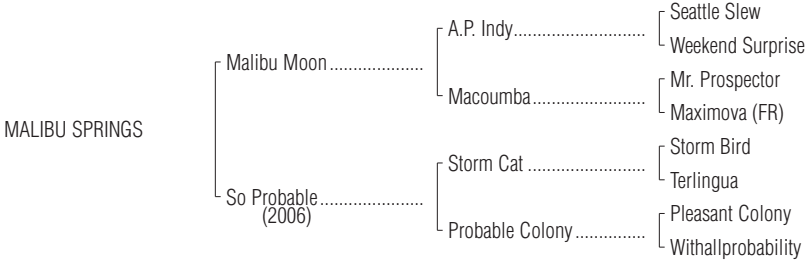 Seattle Slew
A.P. Indy............................
Weekend Surprise
Malibu Moon....................
Mr. Prospector
Macoumba........................
Maximova (FR)
MALIBU SPRINGS
Storm Bird
Storm Cat .........................
Terlingua
So Probable......................
(2006)
Pleasant Colony
Probable Colony ...............
Withallprobability